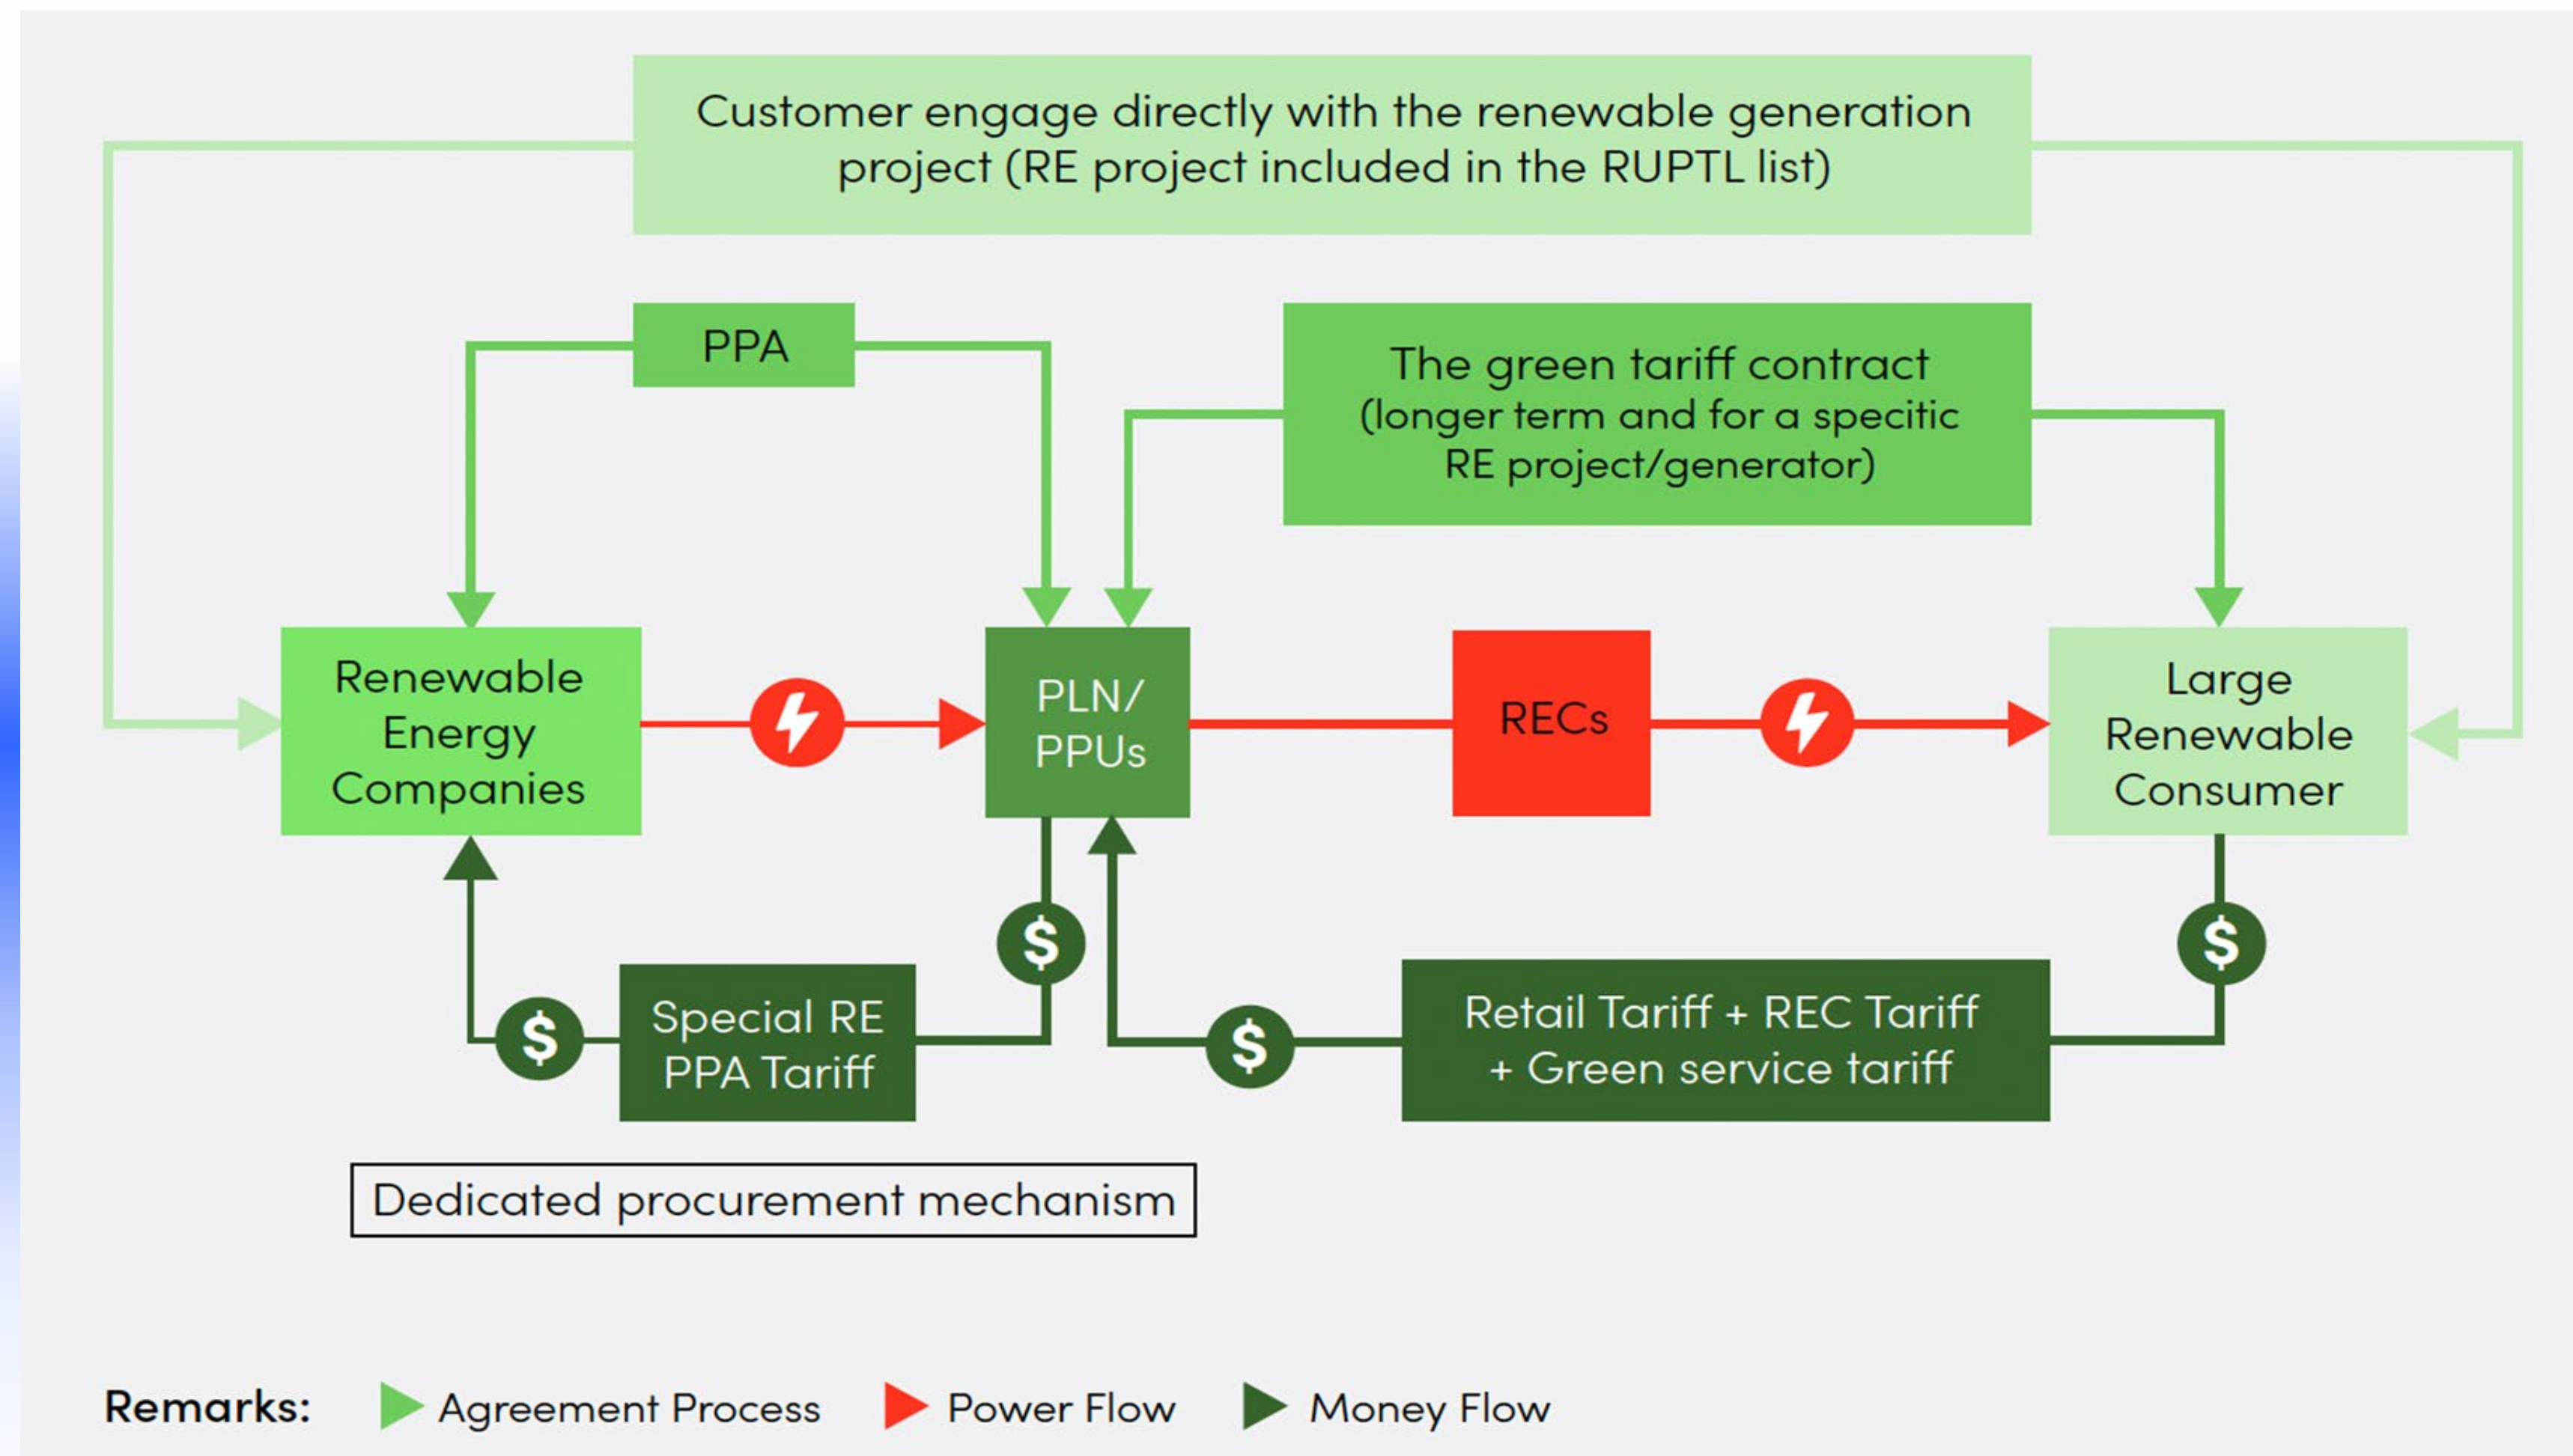 Customer engage directly with the renewable generation
project (RE project included in the RUPTL list)
PPA
The green tariff contract
(longer term and for a specitic
RE project/generator)
Renewable
Energy
Companies
PLN/
PPUs
RECs
Large
Renewable
Consumer
$
$
$
$
Special RE
PPA Tariff
Retail Tariff + REC Tariff
+ Green service tariff
Dedicated procurement mechanism
Remarks: Agreement Process Power Flow Money Flow